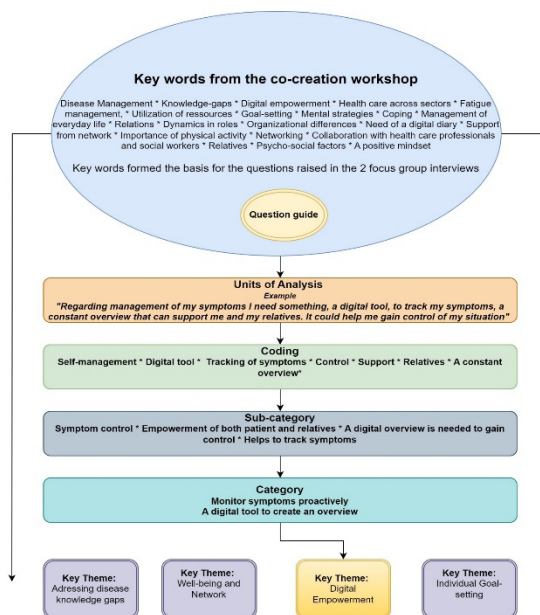 Key words from the co-creation workshop
Disease Management * Knowledge-gaps * Digital empowerment * Health care across sectors * Fatigue
management, * Utilization of ressources * Goal-setting * Mental strategies * Coping * Management of
everyday life * Relations * Dynamics in roles * Organizational differences * Need of a digital diary * Support
from network * Importance of physical activity * Networking * Collaboration with health care professionals
and social workers * Relatives * Psycho-social factors * A positive mindset
Key words formed the basis for the questions raised in the 2 focus group interviews
Question guide
Units of Analysis
Example
"Regarding management of my symptoms I need something, a digital tool, to track my symptoms, a
constant overview that can support me and my relatives. It could help me gain control of my situation"
Coding
Self-management * Digital tool * Tracking of symptoms * Control * Support * Relatives * A constant
overview*
Sub-category
Symptom control * Empowerment of both patient and relatives * A digital overview is needed to gain
control * Helps to track symptoms
Category
Monitor symptoms proactively
A digital tool to create an overview
Key Theme:
Adressing disease
knowledge gaps
Key Theme:
Well-being and
Network
Key Theme:
Digital
Empowerment
Key Theme:
Individual Goal-
setting